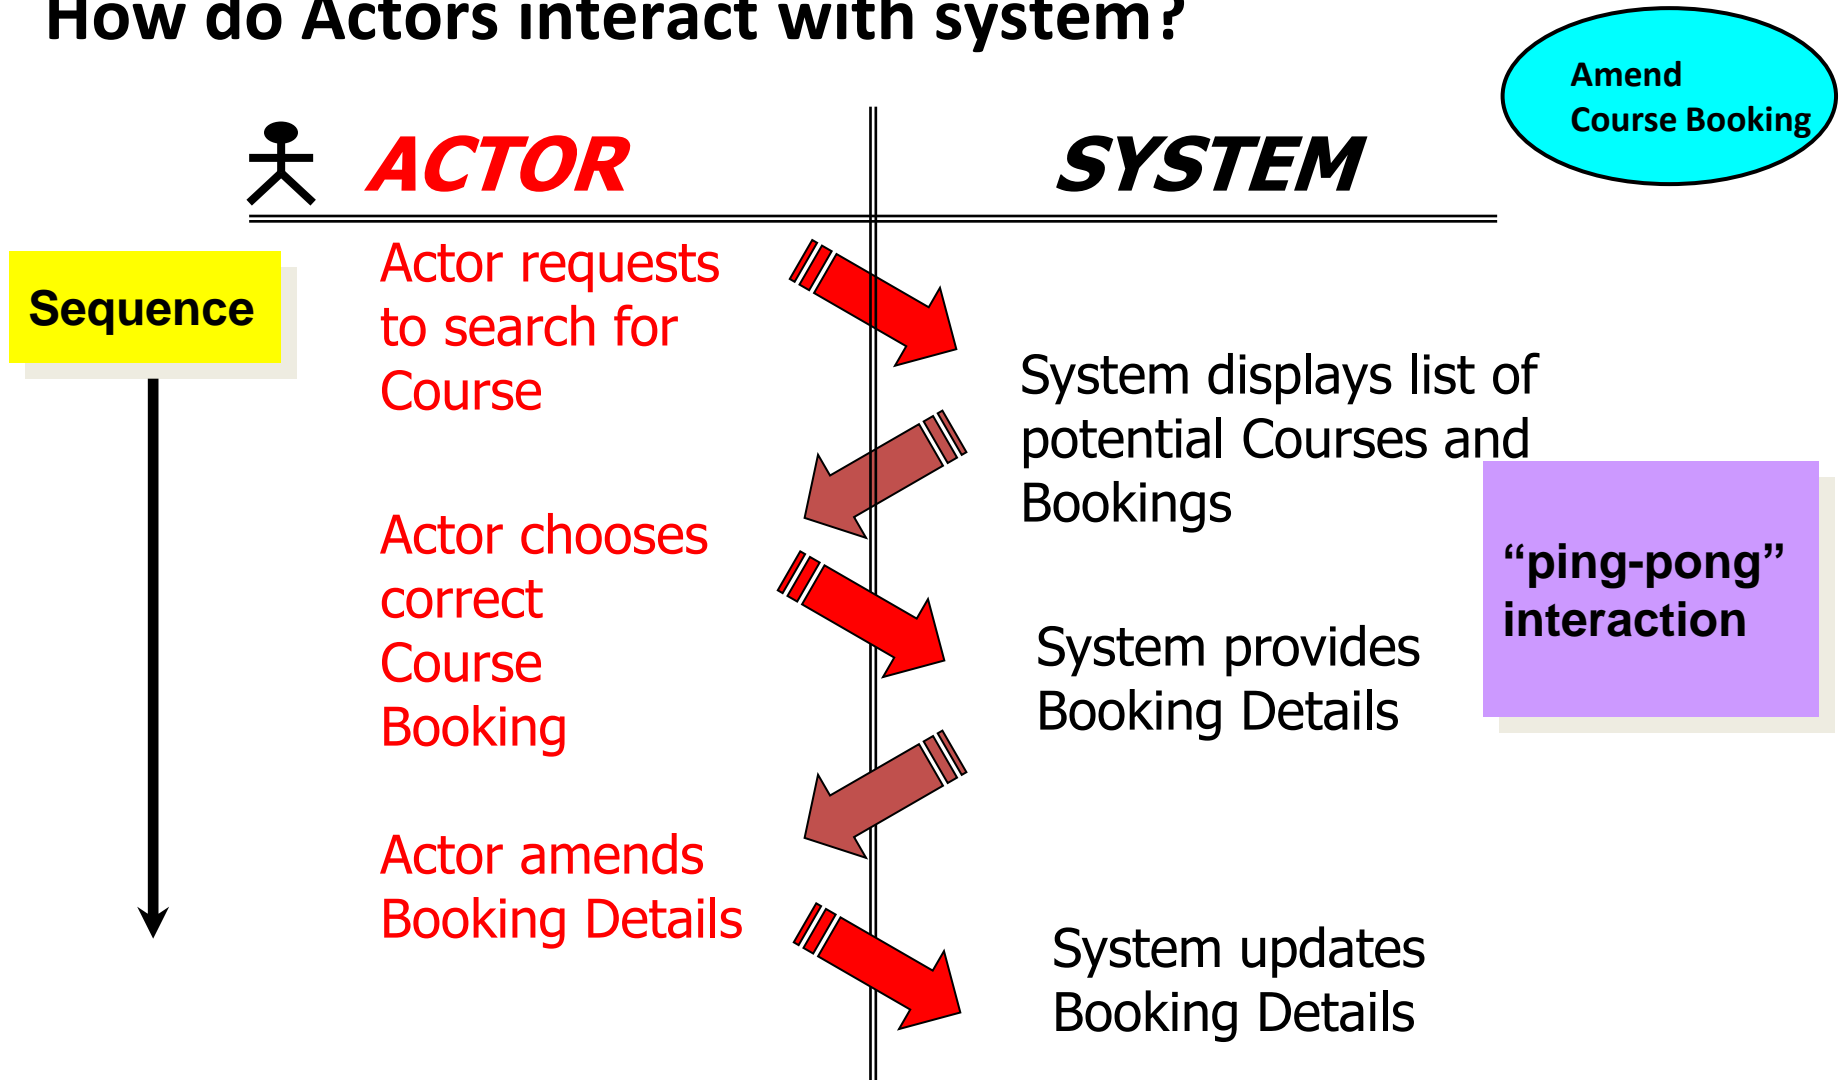 How do Actors interact with system?
Amend
Course Booking
ACTOR
SYSTEM
Sequence
Actor requests
to search for
Course
System displays list of
potential Courses and
Bookings
Actor chooses
correct
Course
Booking
“ping-pong”
interaction
System provides
Booking Details
Actor amends
Booking Details
System updates
Booking Details